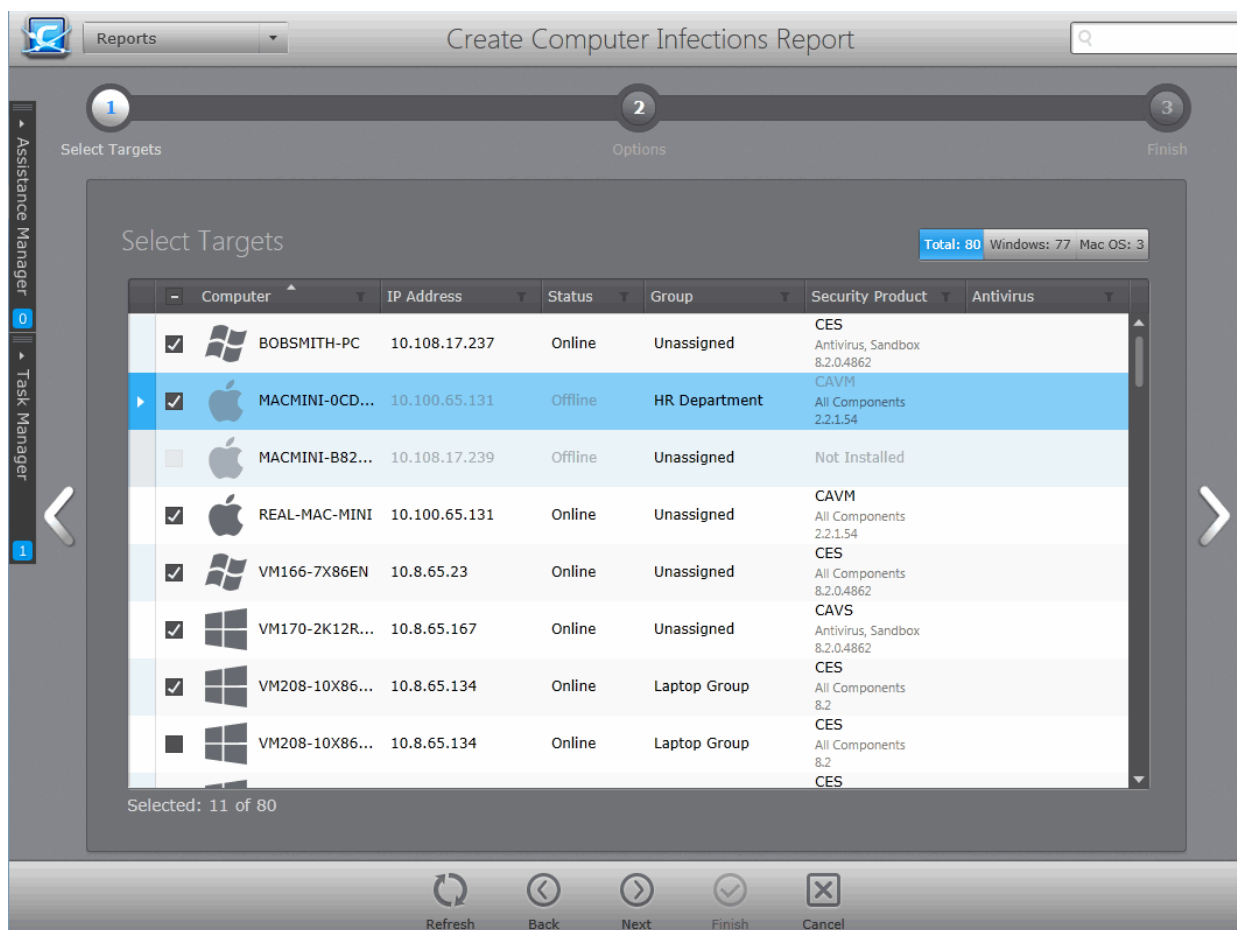 Reports
Create Computer Infections Report
1
2
3
Select Targets
Options
Finish
Assistance Manager
0
Task Manager
1
Select Targets
Total: 80 Windows: 77 Mac OS: 3
Computer IP Address Status Group Security Product Antivirus
BOBSMITH-PC 10.108.17.237 Online Unassigned CES
Antivirus, Sandbox
8.2.0.4862
MACMINI-0CD... 10.100.65.131 Offline HR Department CAVM
All Components
2.2.1.54
MACMINI-B82... 10.108.17.239 Offline Unassigned Not Installed
REAL-MAC-MINI 10.100.65.131 Online Unassigned CAVM
All Components
2.2.1.54
VM166-7X86EN 10.8.65.23 Online Unassigned CES
All Components
8.2.0.4862
VM170-2K12R... 10.8.65.167 Online Unassigned CAVS
Antivirus, Sandbox
8.2.0.4862
VM208-10X86... 10.8.65.134 Online Laptop Group CES
All Components
8.2
VM208-10X86... 10.8.65.134 Online Laptop Group CES
All Components
8.2
CES
Selected: 11 of 80
Refresh Back Next Finish Cancel